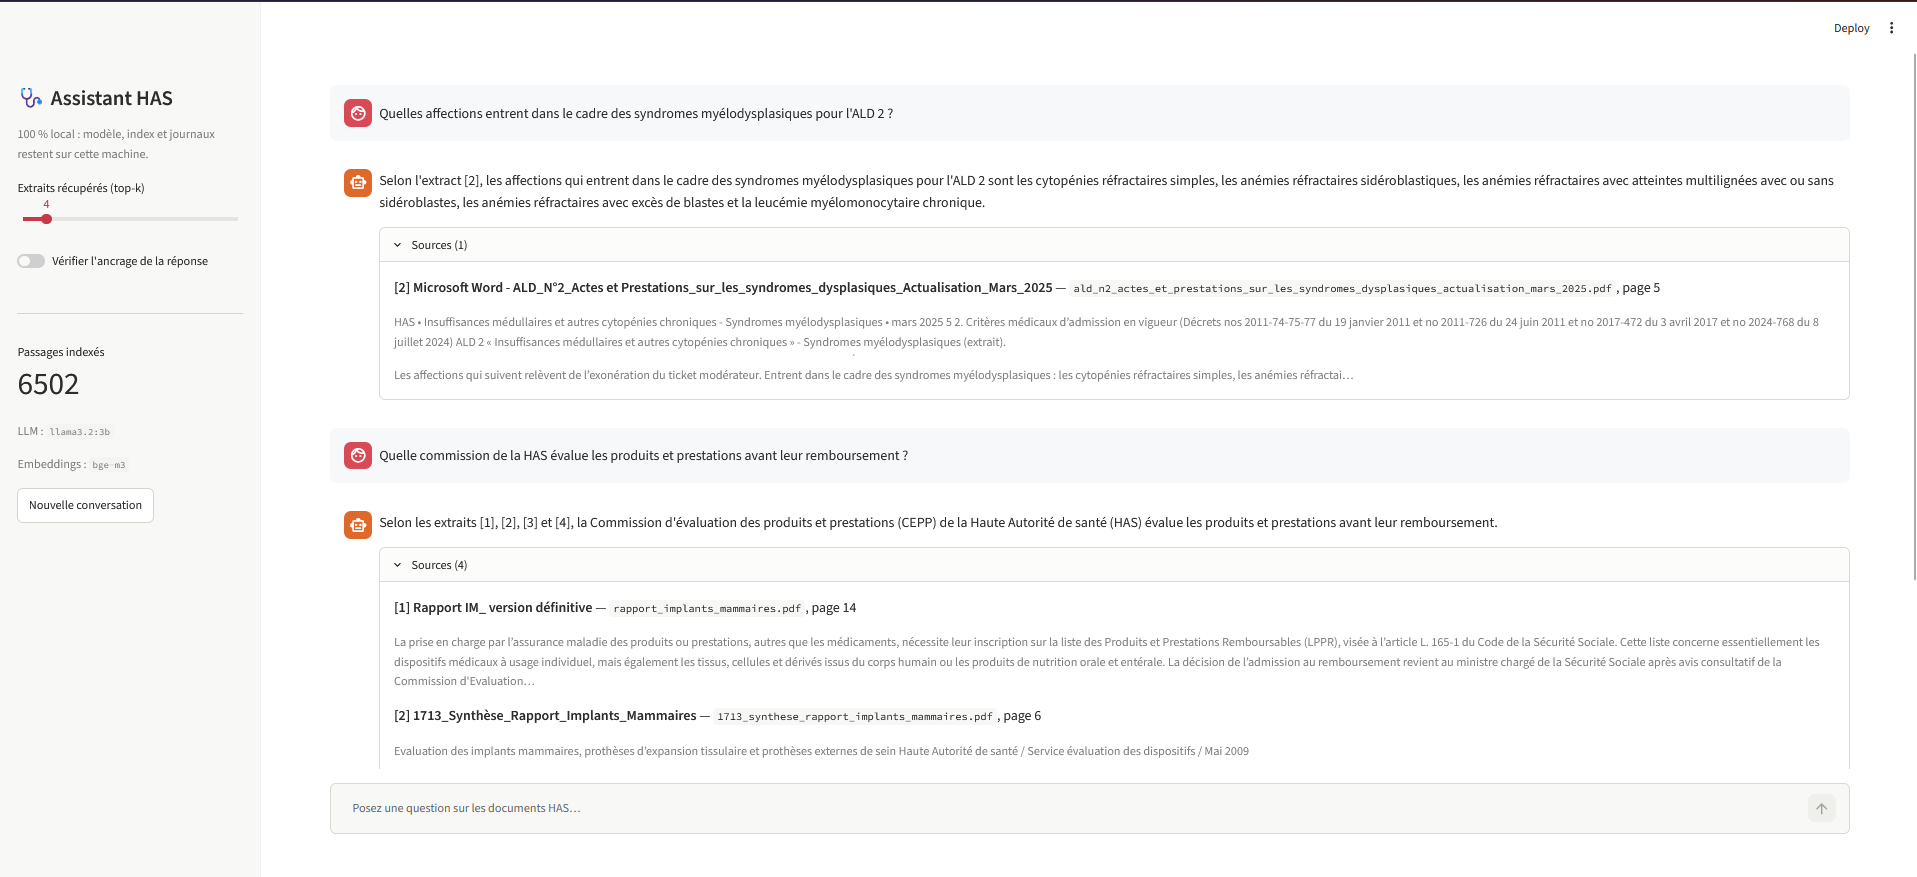 Deploy
Assistant HAS
100 % local : modèle, index et journaux
restent sur cette machine.
Extraits récupérés (top-k)
4
Vérifier l'ancrage de la réponse
Passages indexés
6502
LLM : llama3.2:3b
Embeddings : bge-m3
Nouvelle conversation
Quelles affections entrent dans le cadre des syndromes myélodysplasiques pour l'ALD 2 ?
Selon l'extract [2], les affections qui entrent dans le cadre des syndromes myélodysplasiques pour l'ALD 2 sont les cytopénies réfractaires simples, les anémies réfractaires sidéroblastiques, les anémies réfractaires avec atteintes multilignées avec ou sans
sidéroblastes, les anémies réfractaires avec excès de blastes et la leucémie myélomonocytaire chronique.
Sources (1)
[2] Microsoft Word - ALD_N°2_Actes et Prestations_sur_les_syndromes_dysplasiques_Actualisation_Mars_2025 — ald_n2_actes_et_prestations_sur_les_syndromes_dysplasiques_actualisation_mars_2025.pdf , page 5
HAS • Insuffisances médullaires et autres cytopénies chroniques - Syndromes myélodysplasiques • mars 2025 5 2. Critères médicaux d’admission en vigueur (Décrets nos 2011-74-75-77 du 19 janvier 2011 et no 2011-726 du 24 juin 2011 et no 2017-472 du 3 avril 2017 et no 2024-768 du 8
juillet 2024) ALD 2 « Insuffisances médullaires et autres cytopénies chroniques » - Syndromes myélodysplasiques (extrait).
Les affections qui suivent relèvent de l’exonération du ticket modérateur. Entrent dans le cadre des syndromes myélodysplasiques : les cytopénies réfractaires simples, les anémies réfractai…
Quelle commission de la HAS évalue les produits et prestations avant leur remboursement ?
Selon les extraits [1], [2], [3] et [4], la Commission d'évaluation des produits et prestations (CEPP) de la Haute Autorité de santé (HAS) évalue les produits et prestations avant leur remboursement.
Sources (4)
[1] Rapport IM_ version définitive — rapport_implants_mammaires.pdf , page 14
La prise en charge par l’assurance maladie des produits ou prestations, autres que les médicaments, nécessite leur inscription sur la liste des Produits et Prestations Remboursables (LPPR), visée à l’article L. 165-1 du Code de la Sécurité Sociale. Cette liste concerne essentiellement les
dispositifs médicaux à usage individuel, mais également les tissus, cellules et dérivés issus du corps humain ou les produits de nutrition orale et entérale. La décision de l’admission au remboursement revient au ministre chargé de la Sécurité Sociale après avis consultatif de la
Commission d'Evaluation…
[2] 1713_Synthèse_Rapport_Implants_Mammaires — 1713_synthese_rapport_implants_mammaires.pdf , page 6
Evaluation des implants mammaires, prothèses d’expansion tissulaire et prothèses externes de sein Haute Autorité de santé / Service évaluation des dispositifs / Mai 2009
Posez une question sur les documents HAS…